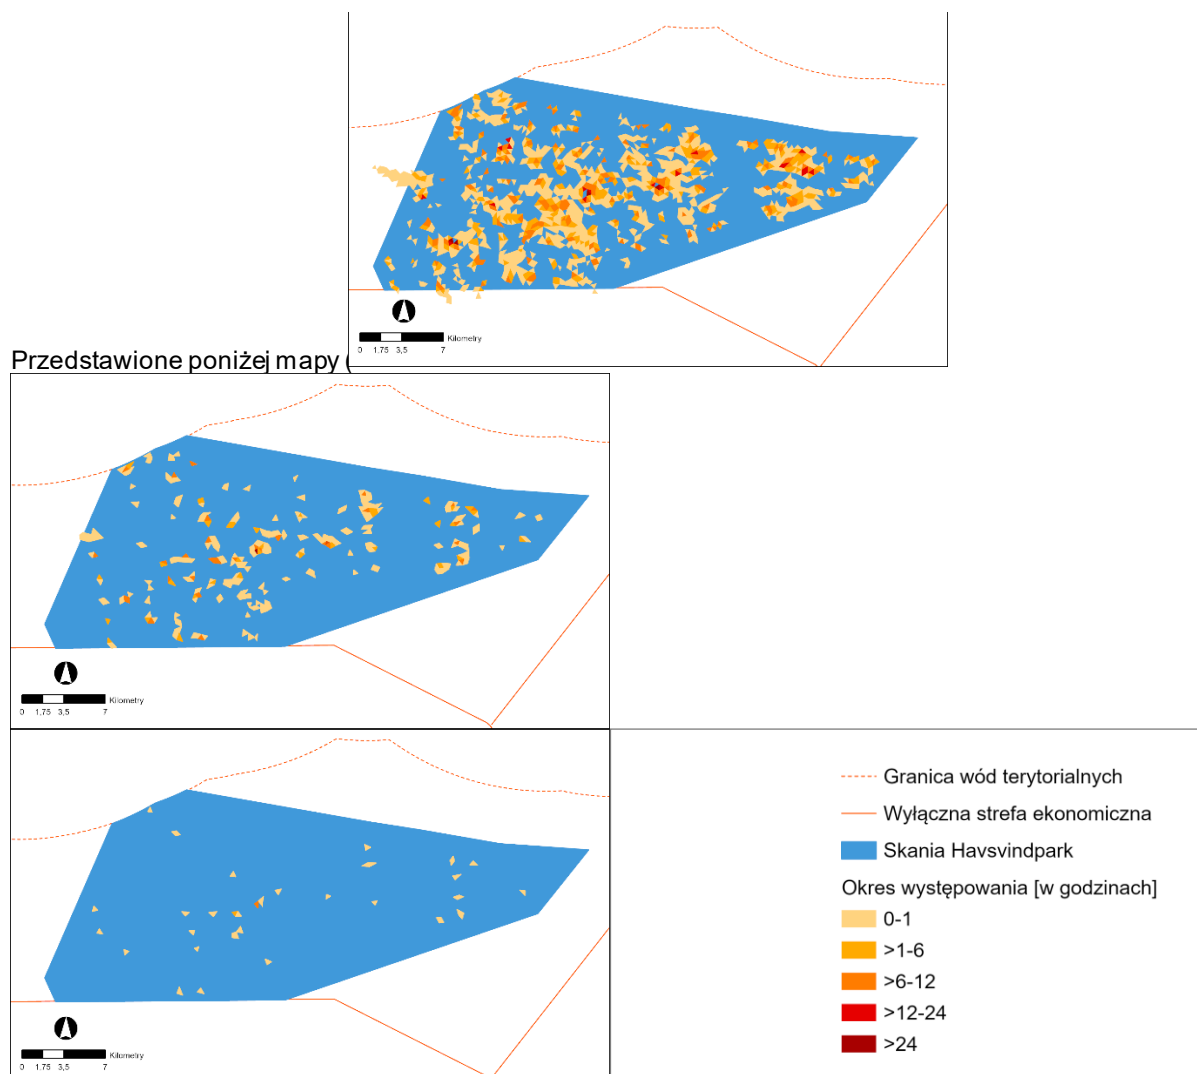 Kilometry
0 1.75 3,5 7
Przedstawione poniżej mapy (
Kilometry
0 1,75 3,5 7
Granica wód terytorialnych
Wyłączna strefa ekonomiczna
Skania Havsvindpark
Okres występowania [w godzinach]
0-1
>1-6
>6-12
>12-24
>24
Kilometry
0 1.75 3,5 7